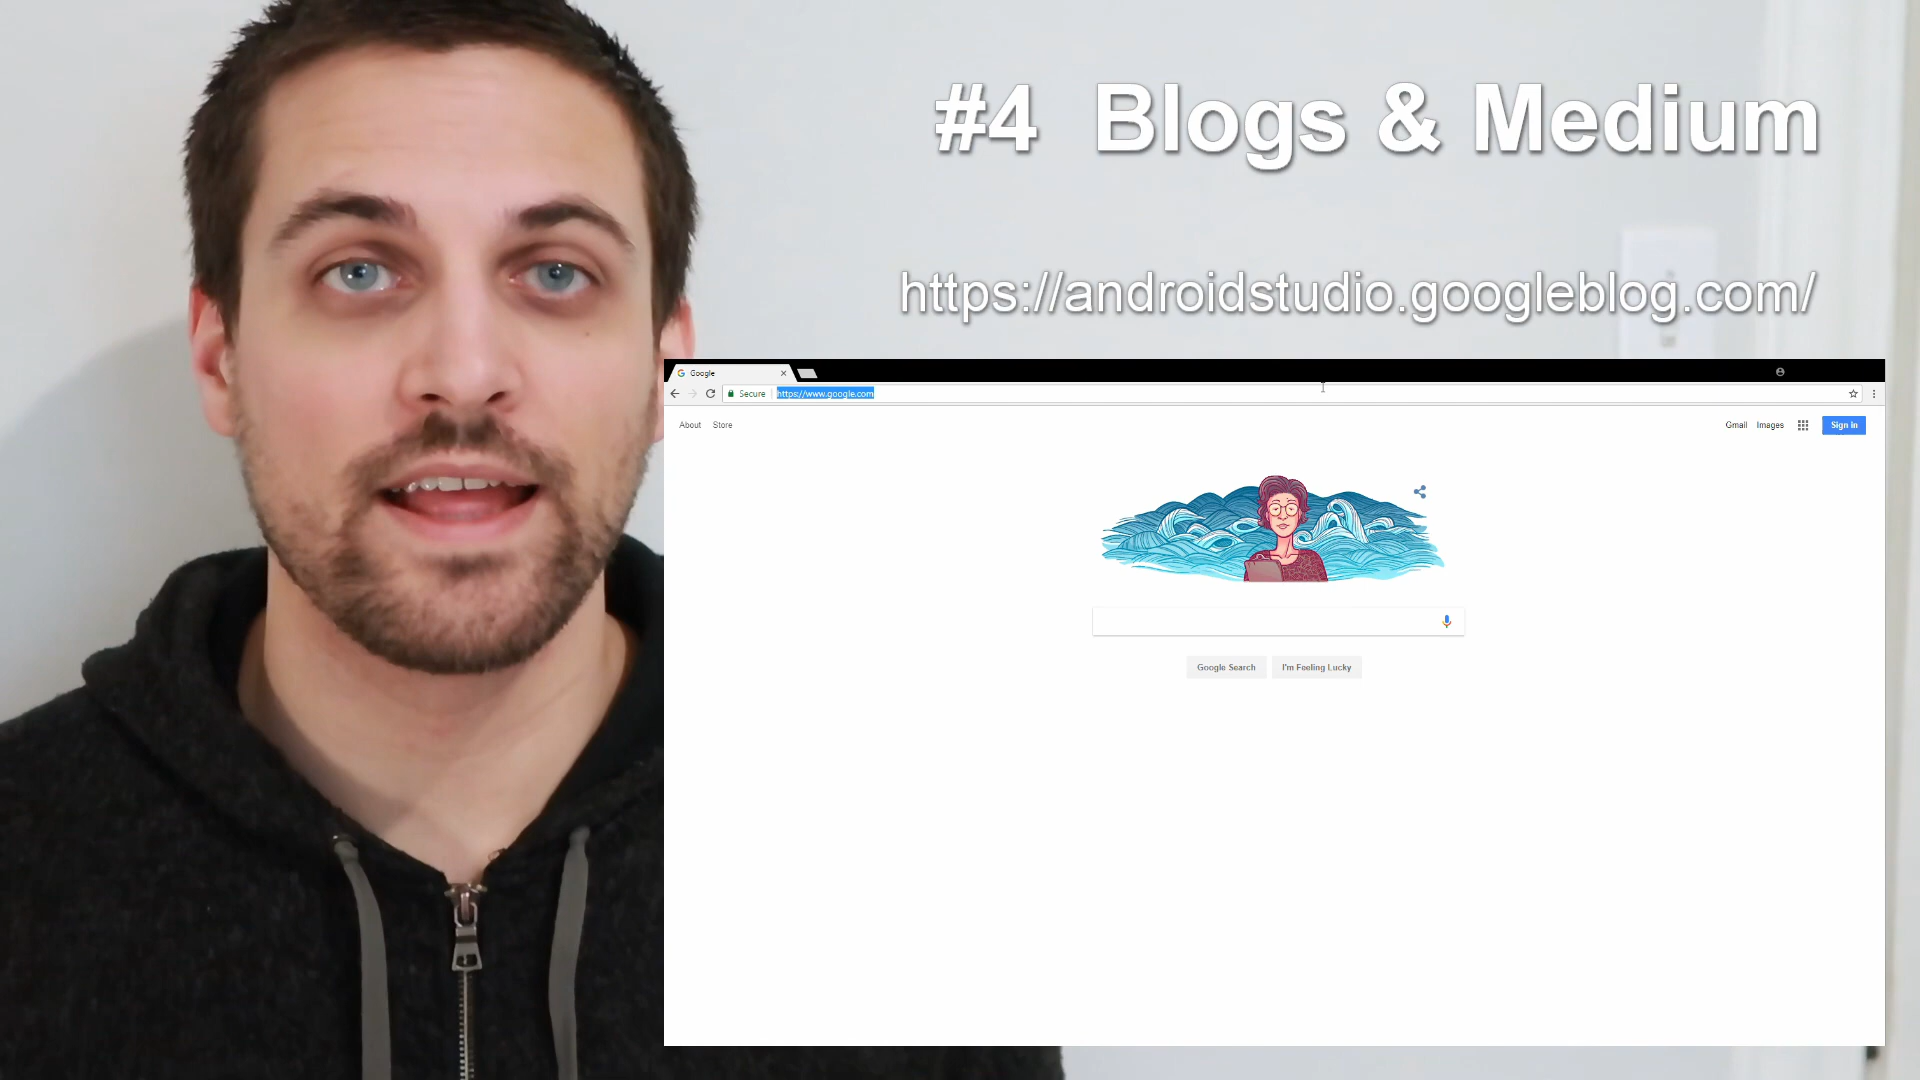 #4 Blogs & Medium
https://androidstudio.googleblog.com/
Google
Secure https://www.google.com
About Store
Gmail Images Sign in
Google Search I'm Feeling Lucky